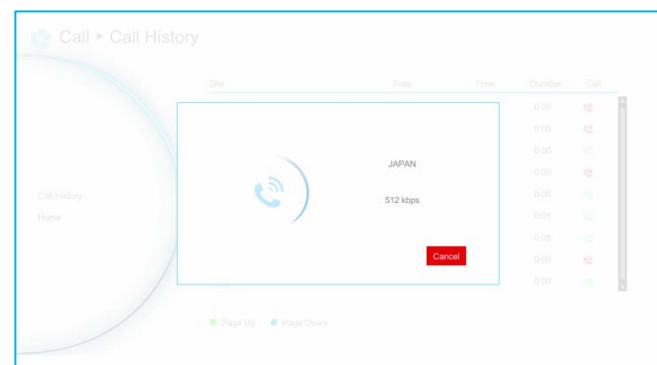 Call ▸ Call History
Site Date Time Duration Call
0:00
0:00
0:00
JAPAN
0:00
Call History
512 kbps
0:00
Home
0:01
0:05
Cancel
0:00
0:00
Page Up Page Down